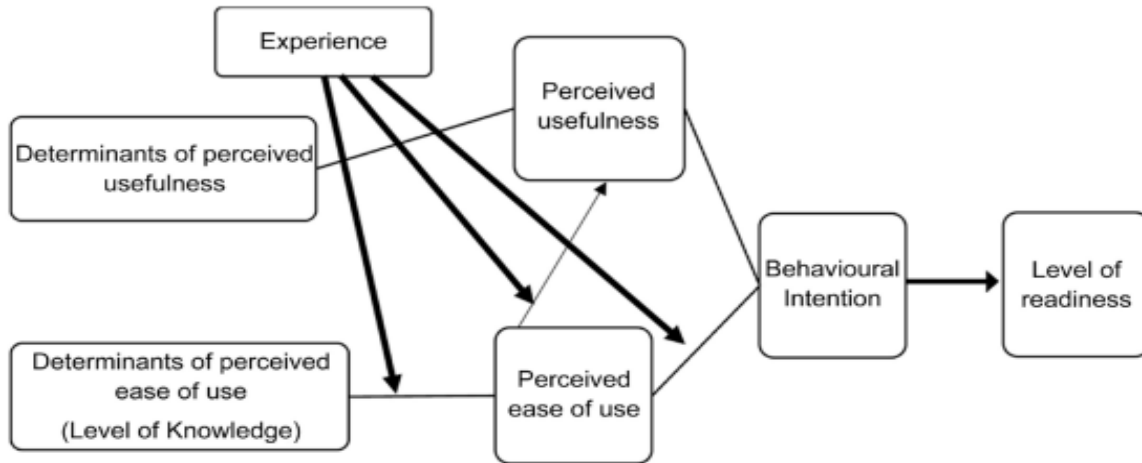 Experience
Perceived
usefulness
Determinants of perceived
usefulness
Behavioural
Intention
Level of
readiness
Determinants of perceived
ease of use
(Level of Knowledge)
Perceived
ease of use